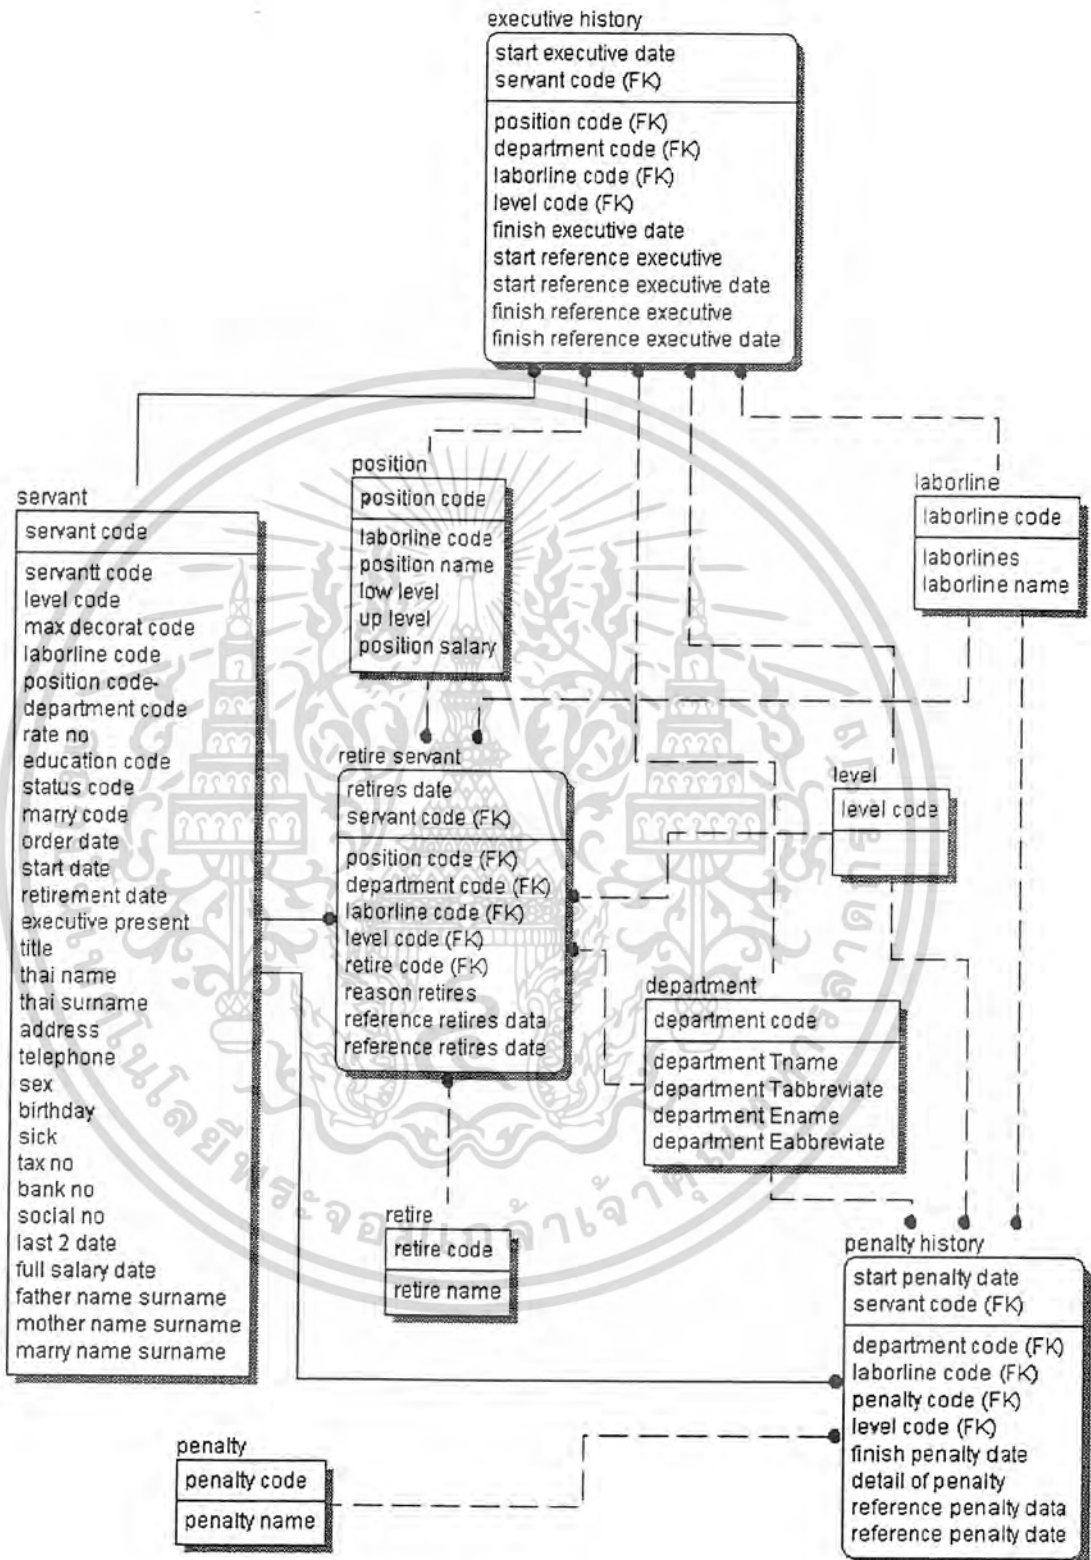 executive history
start executive date
servant code (FK)
position code (FK)
department code (FK)
laborline code (FK)
level code (FK)
finish executive date
start reference executive
start reference executive date
finish reference executive
finish reference executive date
position
position code
laborline code
position name
low level
up level
position salary
laborline
laborline code
laborlines
laborline name
servant
servant code
servantt code
level code
max decorat code
laborline code
position code
department code
rate no
education code
status code
marry code
order date
start date
retirement date
executive present
title
thai name
thai surname
address
telephone
sex
birthday
sick
tax no
bank no
social no
last 2 date
full salary date
father name surname
mother name surname
marry name surname
retire servant
retires date
servant code (FK)
position code (FK)
department code (FK)
laborline code (FK)
level code (FK)
retire code (FK)
reason retires
reference retires data
reference retires date
level
level code
department
department code
department Tname
department Tabbreviate
department Ename
department Eabbreviate
retire
retire code
retire name
penalty history
start penalty date
servant code (FK)
department code (FK)
laborline code (FK)
penalty code (FK)
level code (FK)
finish penalty date
detail of penalty
reference penalty data
reference penalty date
penalty
penalty code
penalty name